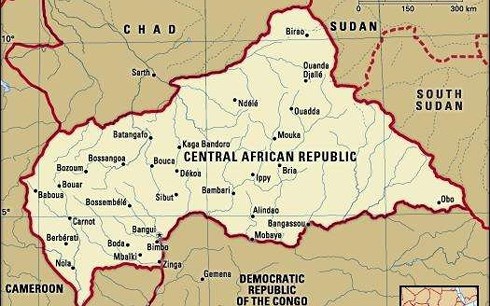 0
150
300 km
CHAD
SUDAN
10°
Birao
Ouanda
Djallé
Sarh
SOUTH
SUDAN
Ndélé
Ouadda
Batangafo
Kaga Bandoro
Mouka
Bossangoa
Bouca
CENTRAL AFRICAN REPUBLIC
Bozoum
Dékoa
Ippy
Bria
Bouar
Baboua
Sibut
Bambari
Bossembélé
Obo
5°
Carnot
Alindao
Bangassou
Bangui
Mobaye
Berbérati
Boda
Bimbo
Mbaïki
Nola
Zinga
Gemena
CAMEROON
DEMOCRATIC
REPUBLIC
OF THE CONGO